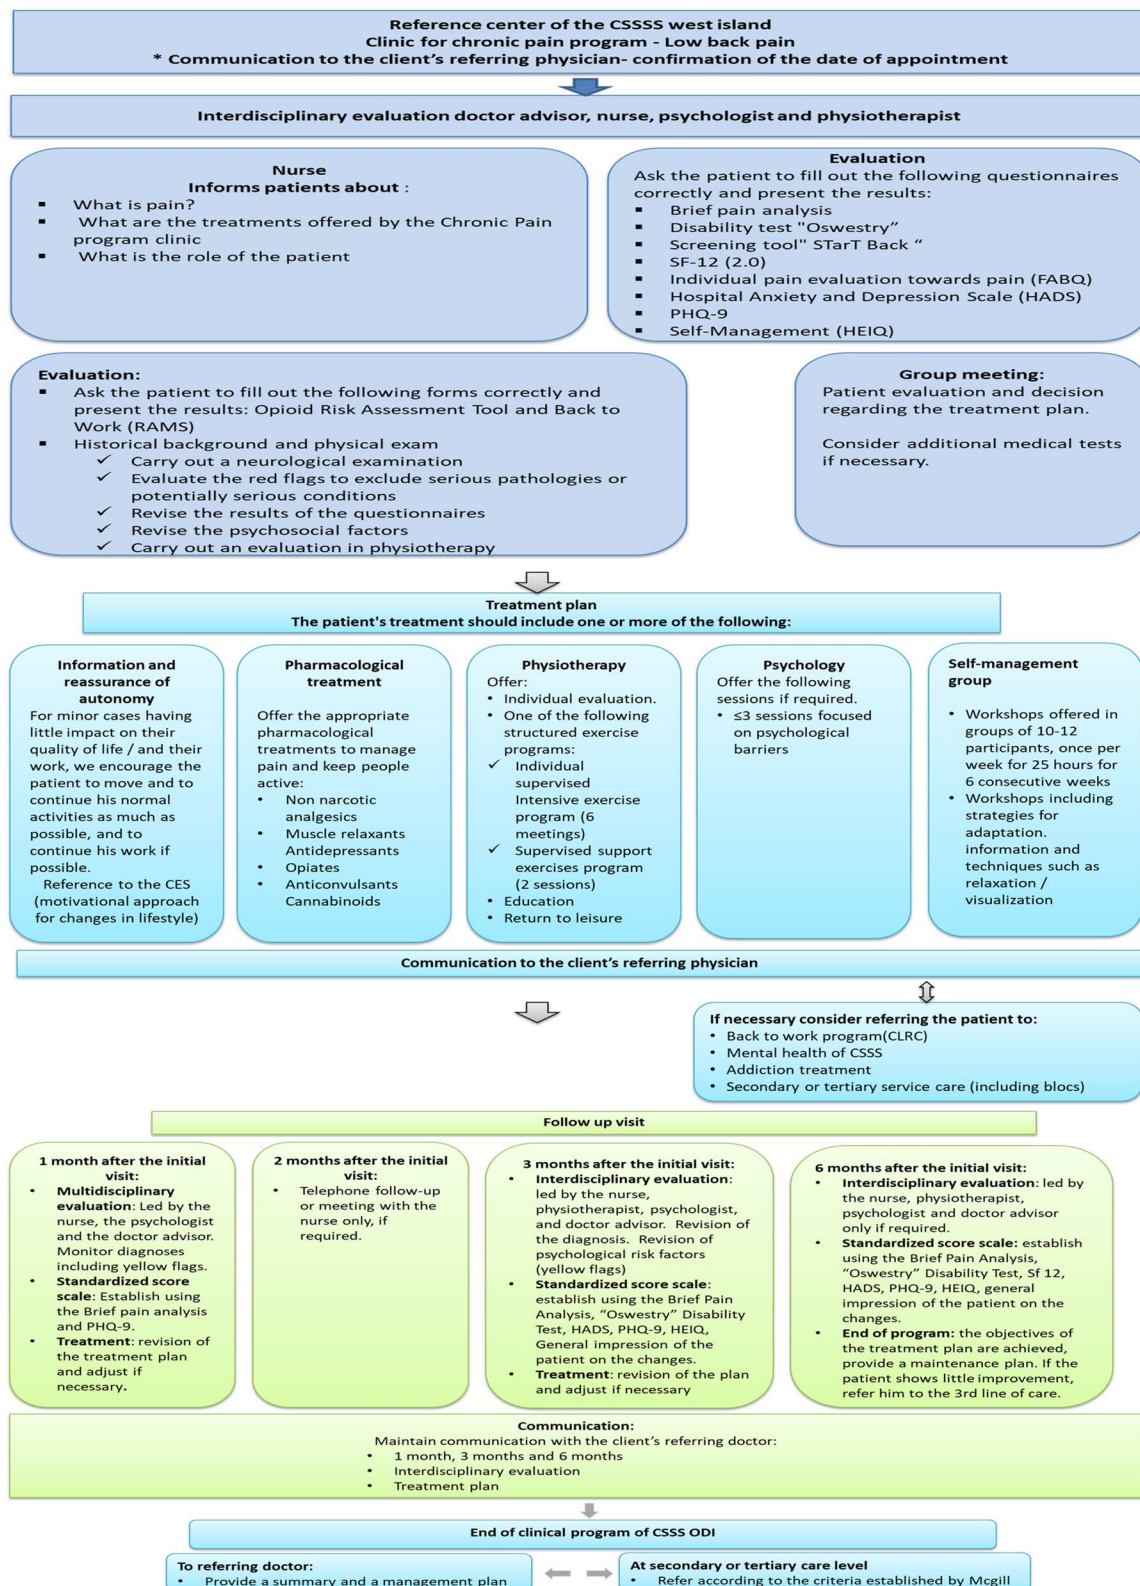 Reference center of the CSSSS west island
Clinic for chronic pain program - Low back pain
* Communication to the client's referring physician- confirmation of the date of appointment
Interdisciplinary evaluation doctor advisor, nurse, psychologist and physiotherapist
Nurse
Informs patients about :
▪ What is pain?
▪ What are the treatments offered by the Chronic Pain
program clinic
▪ What is the role of the patient
Evaluation
Ask the patient to fill out the following questionnaires
correctly and present the results:
▪ Brief pain analysis
▪ Disability test "Oswestry”
▪ Screening tool" STarT Back “
▪ SF-12 (2.0)
▪ Individual pain evaluation towards pain (FABQ)
▪ Hospital Anxiety and Depression Scale (HADS)
▪ PHQ-9
▪ Self-Management (HEIQ)
Evaluation:
▪ Ask the patient to fill out the following forms correctly and
present the results: Opioid Risk Assessment Tool and Back to
Work (RAMS)
▪ Historical background and physical exam
✓ Carry out a neurological examination
✓ Evaluate the red flags to exclude serious pathologies or
potentially serious conditions
✓ Revise the results of the questionnaires
✓ Revise the psychosocial factors
✓ Carry out an evaluation in physiotherapy
Group meeting:
Patient evaluation and decision
regarding the treatment plan.
Consider additional medical tests
if necessary.
Treatment plan
The patient's treatment should include one or more of the following:
Information and
reassurance of
autonomy
For minor cases having
little impact on their
quality of life / and their
work, we encourage the
patient to move and to
continue his normal
activities as much as
possible, and to
continue his work if
possible.
Reference to the CES
(motivational approach
for changes in lifestyle)
Pharmacological
treatment
Offer the appropriate
pharmacological
treatments to manage
pain and keep people
active:
• Non narcotic
analgesics
• Muscle relaxants
Antidepressants
• Opiates
• Anticonvulsants
Cannabinoids
Physiotherapy
Offer:
• Individual evaluation.
• One of the following
structured exercise
programs:
✓ Individual
supervised
Intensive exercise
program (6
meetings)
✓ Supervised support
exercises program
(2 sessions)
• Education
• Return to leisure
Psychology
Offer the following
sessions if required.
• ≤3 sessions focused
on psychological
barriers
Self-management
group
• Workshops offered in
groups of 10-12
participants, once per
week for 25 hours for
6 consecutive weeks
• Workshops including
strategies for
adaptation.
information and
techniques such as
relaxation /
visualization
Communication to the client's referring physician
If necessary consider referring the patient to:
• Back to work program(CLRC)
• Mental health of CSSS
• Addiction treatment
• Secondary or tertiary service care (including blocs)
Follow up visit
1 month after the initial
visit:
• Multidisciplinary
evaluation: Led by the
nurse, the psychologist
and the doctor advisor.
Monitor diagnoses
including yellow flags.
• Standardized score
scale: Establish using
the Brief pain analysis
and PHQ-9.
• Treatment: revision of
the treatment plan
and adjust if
necessary.
2 months after the initial
visit:
• Telephone follow-up
or meeting with the
nurse only, if
required.
3 months after the initial visit:
• Interdisciplinary evaluation:
led by the nurse,
physiotherapist, psychologist,
and doctor advisor. Revision of
the diagnosis. Revision of
psychological risk factors
(yellow flags)
• Standardized score scale:
establish using the Brief Pain
Analysis, “Oswestry” Disability
Test, HADS, PHQ-9, HEIQ,
General impression of the
patient on the changes.
• Treatment: revision of the plan
and adjust if necessary
6 months after the initial visit:
• Interdisciplinary evaluation: led by
the nurse, physiotherapist,
psychologist and doctor advisor
only if required.
• Standardized score scale: establish
using the Brief Pain Analysis,
“Oswestry” Disability Test, Sf 12,
HADS, PHQ-9, HEIQ, general
impression of the patient on the
changes.
• End of program: the objectives of
the treatment plan are achieved,
provide a maintenance plan. If the
patient shows little improvement,
refer him to the 3rd line of care.
Communication:
Maintain communication with the client's referring doctor:
• 1 month, 3 months and 6 months
• Interdisciplinary evaluation
• Treatment plan
End of clinical program of CSSS ODI
To referring doctor:
• Provide a summary and a management plan
At secondary or tertiary care level
• Refer according to the criteria established by Mcgill